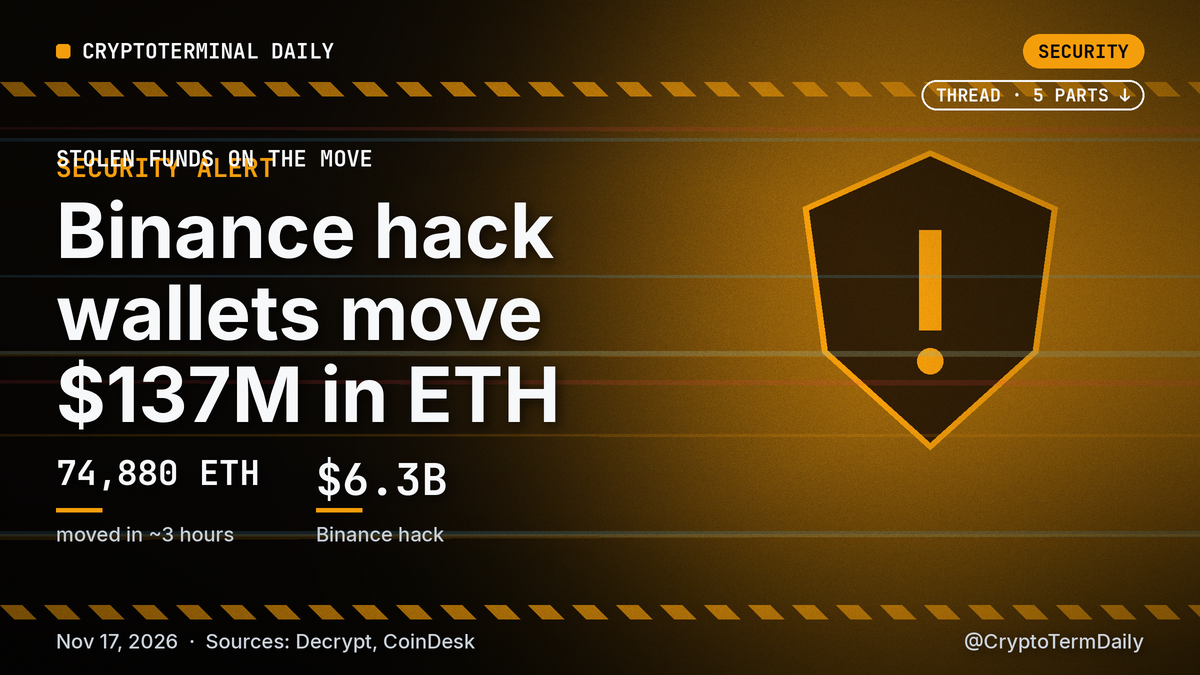 CRYPTOTERMINAL DAILY
SECURITY
THREAD · 5 PARTS ↓
STOLEN FUNDS ON THE MOVE
SECURITY ALERT
Binance hack
wallets move
$137M in ETH
74,880 ETH
$6.3B
moved in ~3 hours
Binance hack
Nov 17, 2026 · Sources: Decrypt, CoinDesk
@CryptoTermDaily